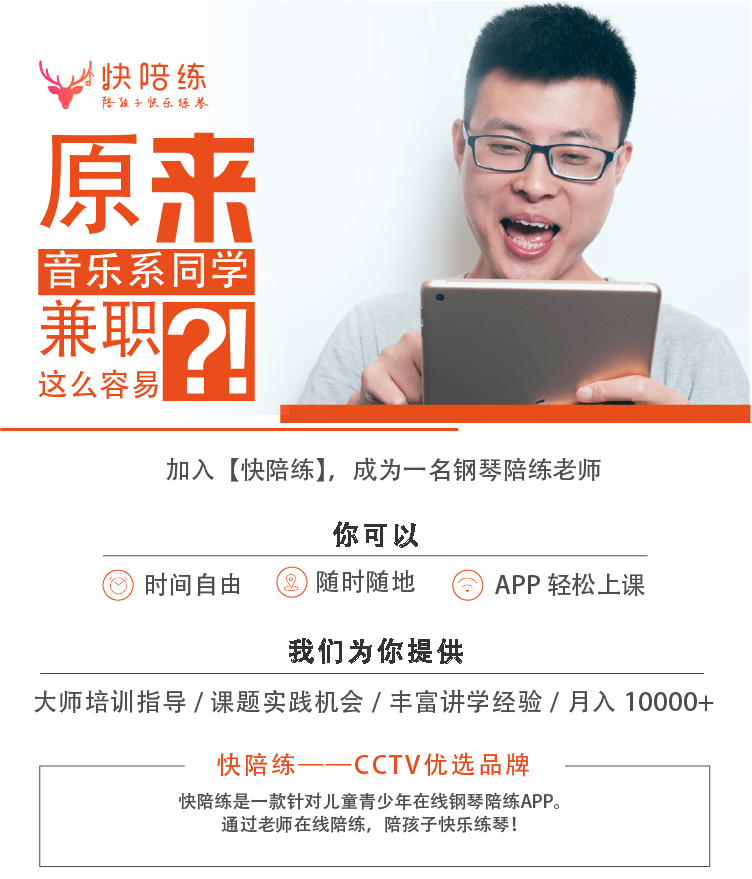 快陪练
陪孩子快乐练琴
原来
音乐系同学
兼职
这么容易
?!
加入【快陪练】，成为一名钢琴陪练老师
你可以
时间自由
随时随地
APP 轻松上课
我们为你提供
大师培训指导 / 课题实践机会 / 丰富讲学经验 / 月入 10000+
快陪练——CCTV优选品牌
快陪练是一款针对儿童青少年在线钢琴陪练APP。
通过老师在线陪练，陪孩子快乐练琴！